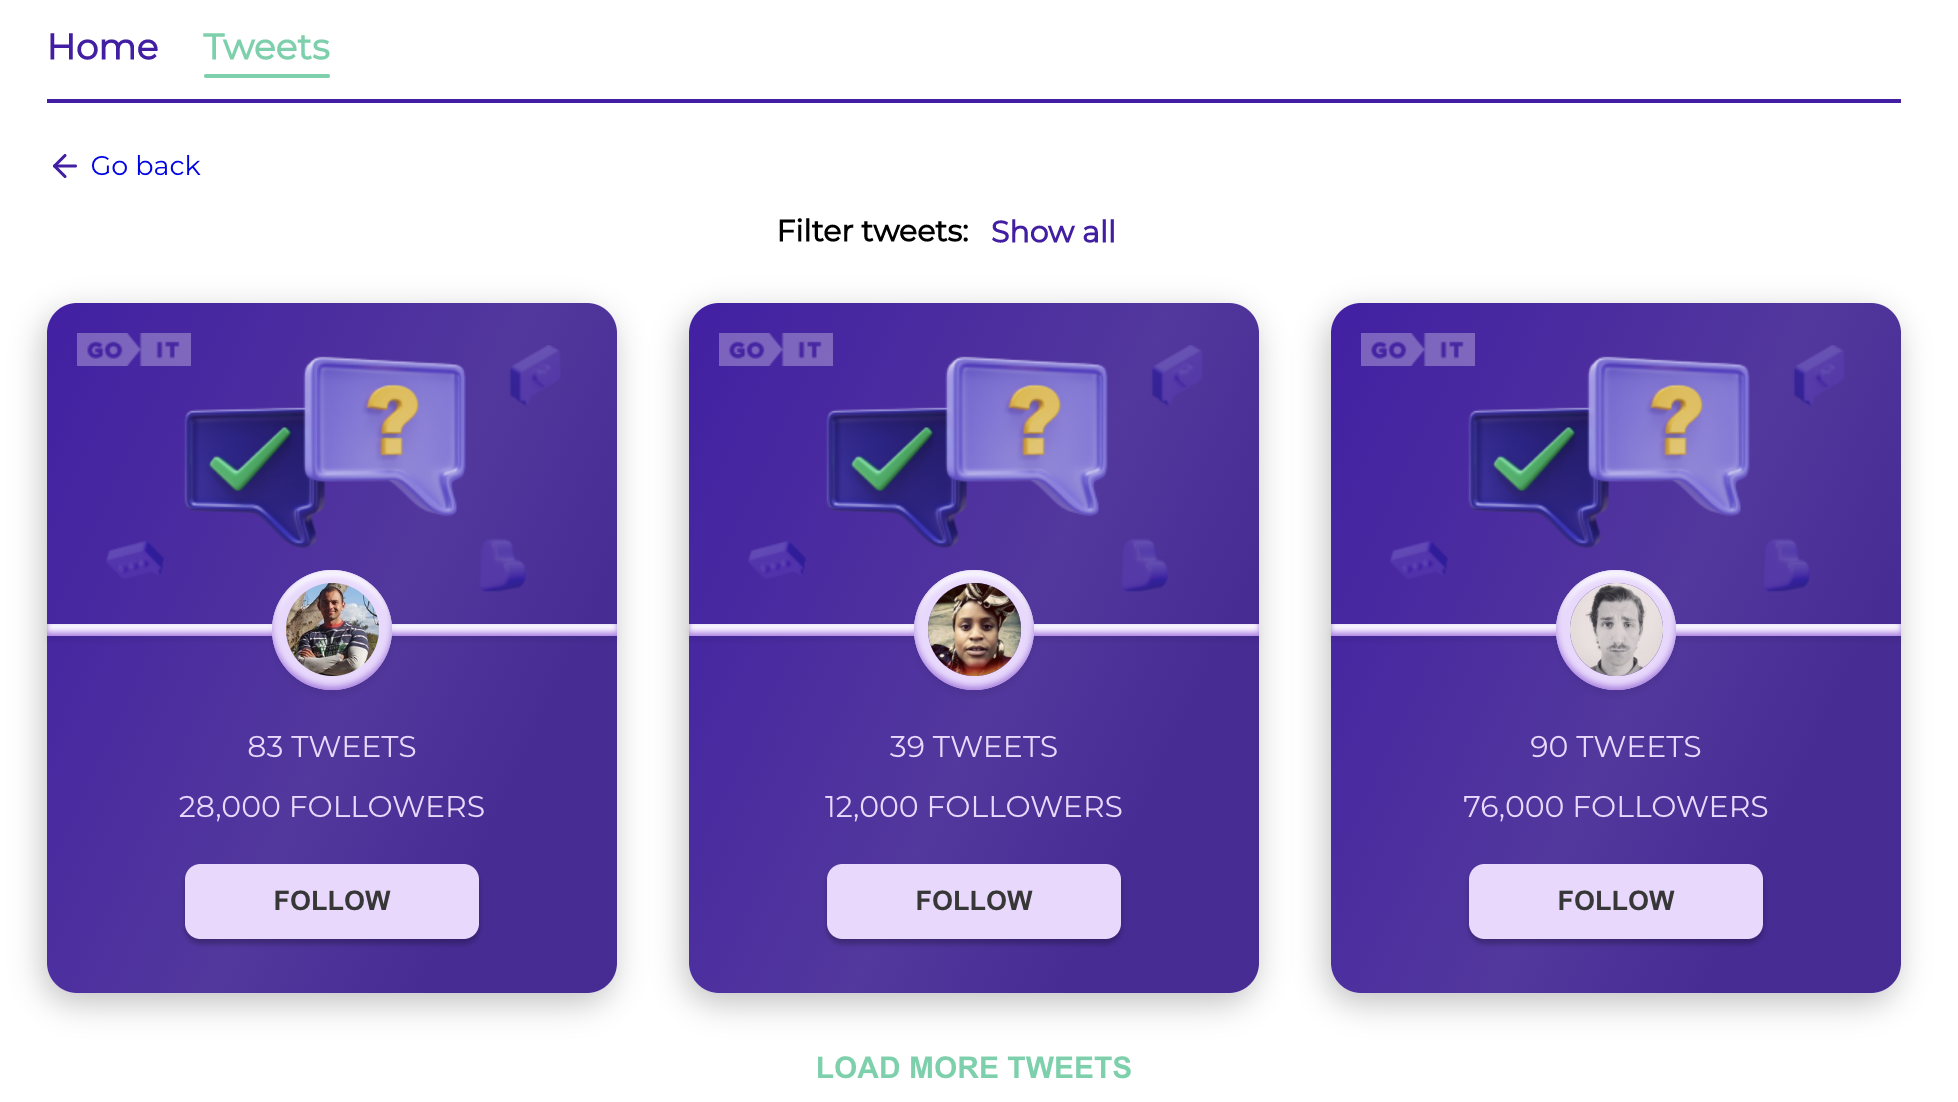 Home Tweets
Go back
Filter tweets: Show all
GO IT
GO IT
GO IT
?
?
?
83 TWEETS
39 TWEETS
90 TWEETS
28,000 FOLLOWERS
12,000 FOLLOWERS
76,000 FOLLOWERS
FOLLOW
FOLLOW
FOLLOW
LOAD MORE TWEETS